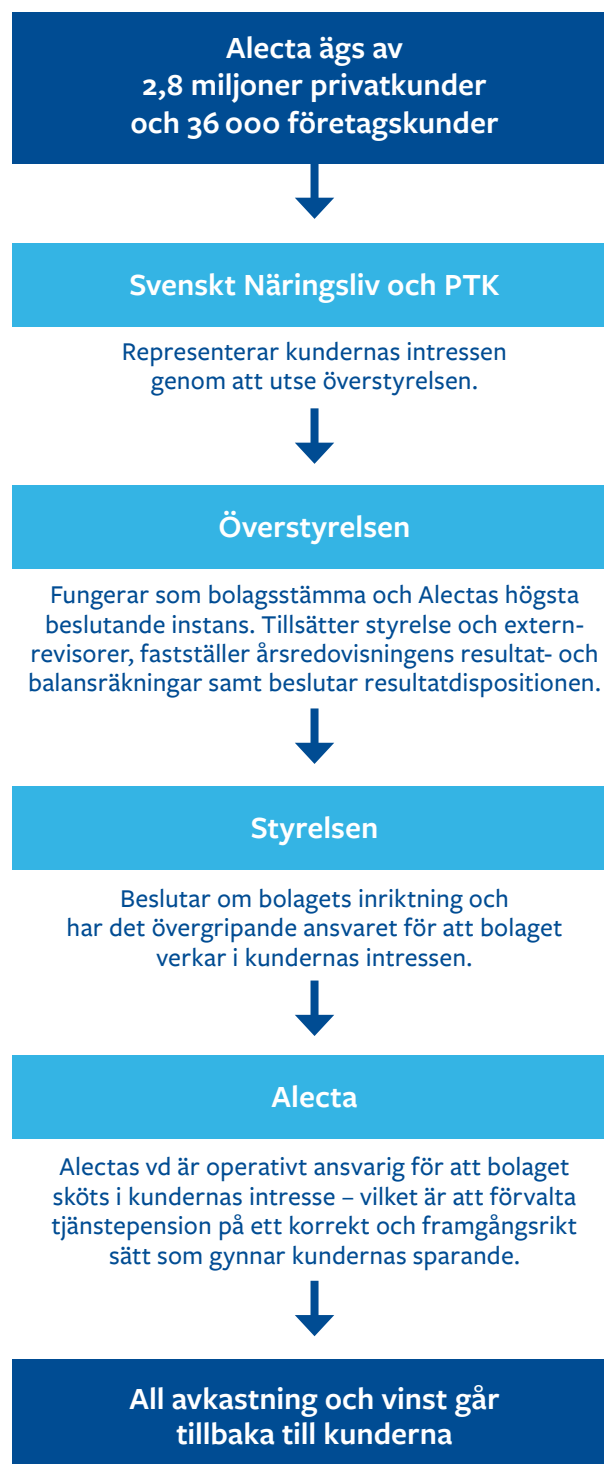 Alecta ägs av
2,8 miljoner privatkunder
och 36 000 företagskunder
Svenskt Näringsliv och PTK
Representerar kundernas intressen
genom att utse överstyrelsen.
Överstyrelsen
Fungerar som bolagsstämma och Alectas högsta
beslutande instans. Tillsätter styrelse och extern-
revisorer, fastställer årsredovisningens resultat- och
balansräkningar samt beslutar resultatdispositionen.
Styrelsen
Beslutar om bolagets inriktning och
har det övergripande ansvaret för att bolaget
verkar i kundernas intressen.
Alecta
Alectas vd är operativt ansvarig för att bolaget
sköts i kundernas intresse – vilket är att förvalta
tjänstepension på ett korrekt och framgångsrikt
sätt som gynnar kundernas sparande.
All avkastning och vinst går
tillbaka till kunderna